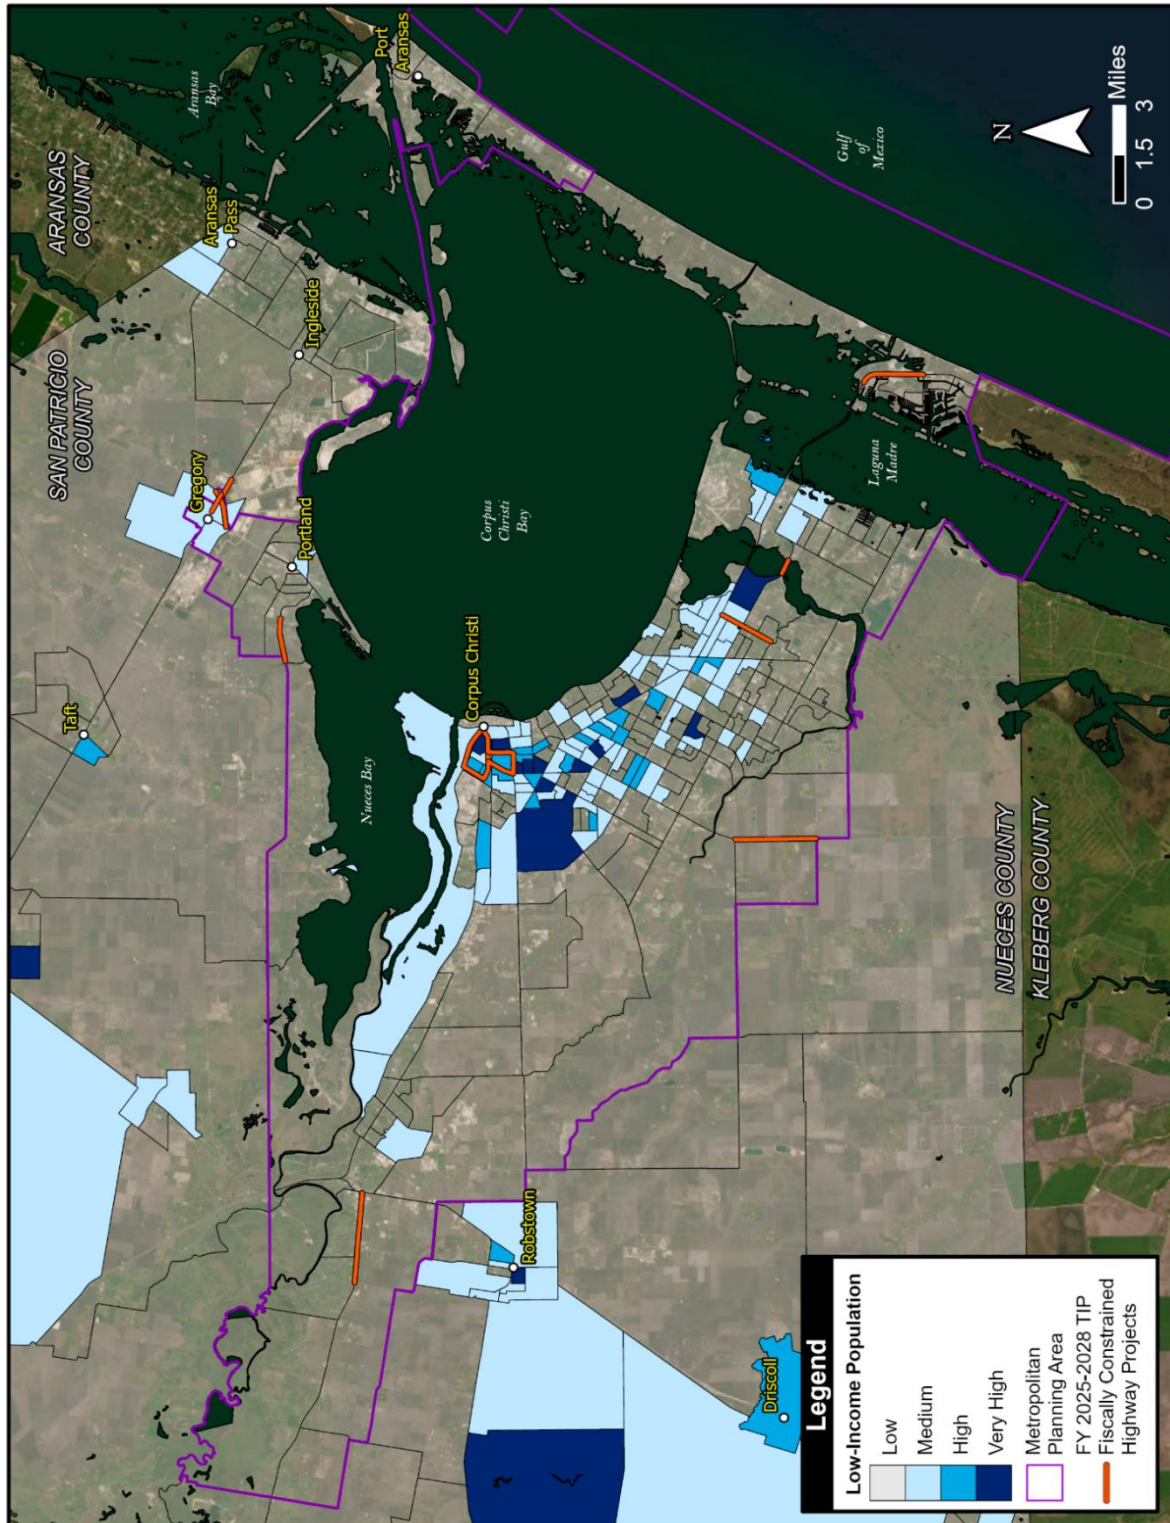 ARANSAS
COUNTY
SAN PATRICIO
COUNTY
Aransas
Bay
Port
Aransas
Aransas
Pass
Ingleside
Gregory
Portland
Taft
Corpus
Christi
Bay
Gulf
of
Mexico
Nueces Bay
Corpus Christi
Laguna
Madre
Robstown
Driscoll
NUECES COUNTY
KLEBERG COUNTY
N
0 1.5 3 Miles
Legend
Low-Income Population
Low
Medium
High
Very High
Metropolitan
Planning Area
FY 2025-2028 TIP
Fiscally Constrained
Highway Projects